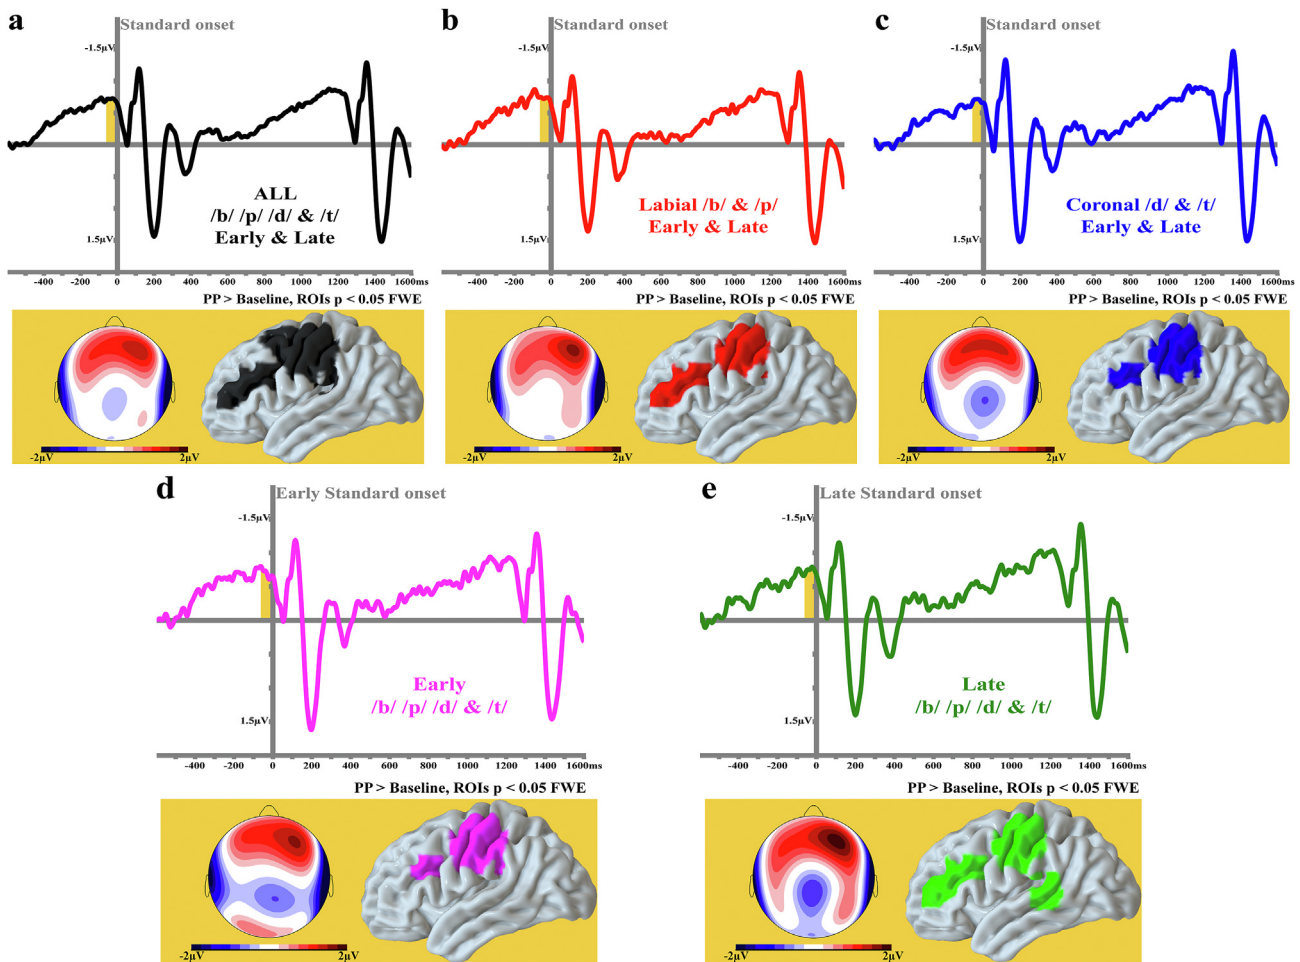 a
Standard onset
-1.5μV
ALL
/b/ /p/ /d/ & /t/
Early & Late
1.5μV
-400 -200 0 200 400 600 800 1000 1200 1400 1600ms
PP > Baseline, ROIs p < 0.05 FWE
-2μV 2μV
b
Standard onset
-1.5μV
Labial /b/ & /p/
Early & Late
1.5μV
-400 -200 0 200 400 600 800 1000 1200 1400 1600ms
PP > Baseline, ROIs p < 0.05 FWE
-2μV 2μV
c
Standard onset
-1.5μV
Coronal /d/ & /t/
Early & Late
1.5μV
-400 -200 0 200 400 600 800 1000 1200 1400 1600ms
PP > Baseline, ROIs p < 0.05 FWE
-2μV 2μV
d
Early Standard onset
-1.5μV
Early
/b/ /p/ /d/ & /t/
1.5μV
-400 -200 0 200 400 600 800 1000 1200 1400 1600ms
PP > Baseline, ROIs p < 0.05 FWE
-2μV 2μV
e
Late Standard onset
-1.5μV
Late
/b/ /p/ /d/ & /t/
1.5μV
-400 -200 0 200 400 600 800 1000 1200 1400 1600ms
PP > Baseline, ROIs p < 0.05 FWE
-2μV 2μV